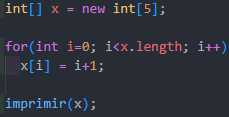 int[] x = new int[5];
for(int i=0; i<x.length; i++)
x[i] = i+1;
imprimir(x);